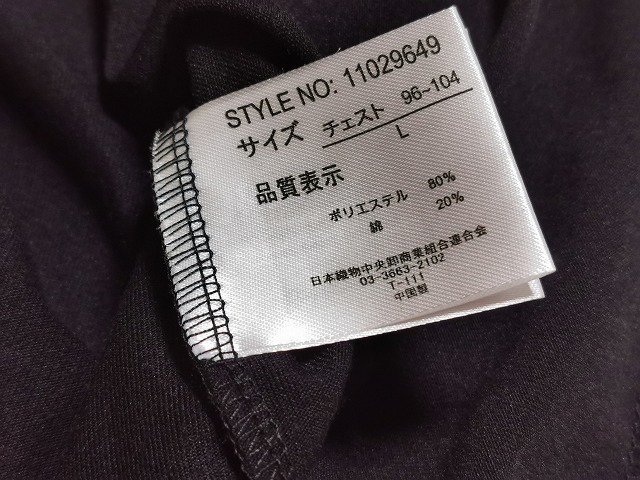 STYLE NO: 11029649
サイズ チェスト 96-104
L
品質表示
ポリエステル 80%
綿 20%
日本織物中央卸商業組合連合会
03-3663-2102
T-111
中国製